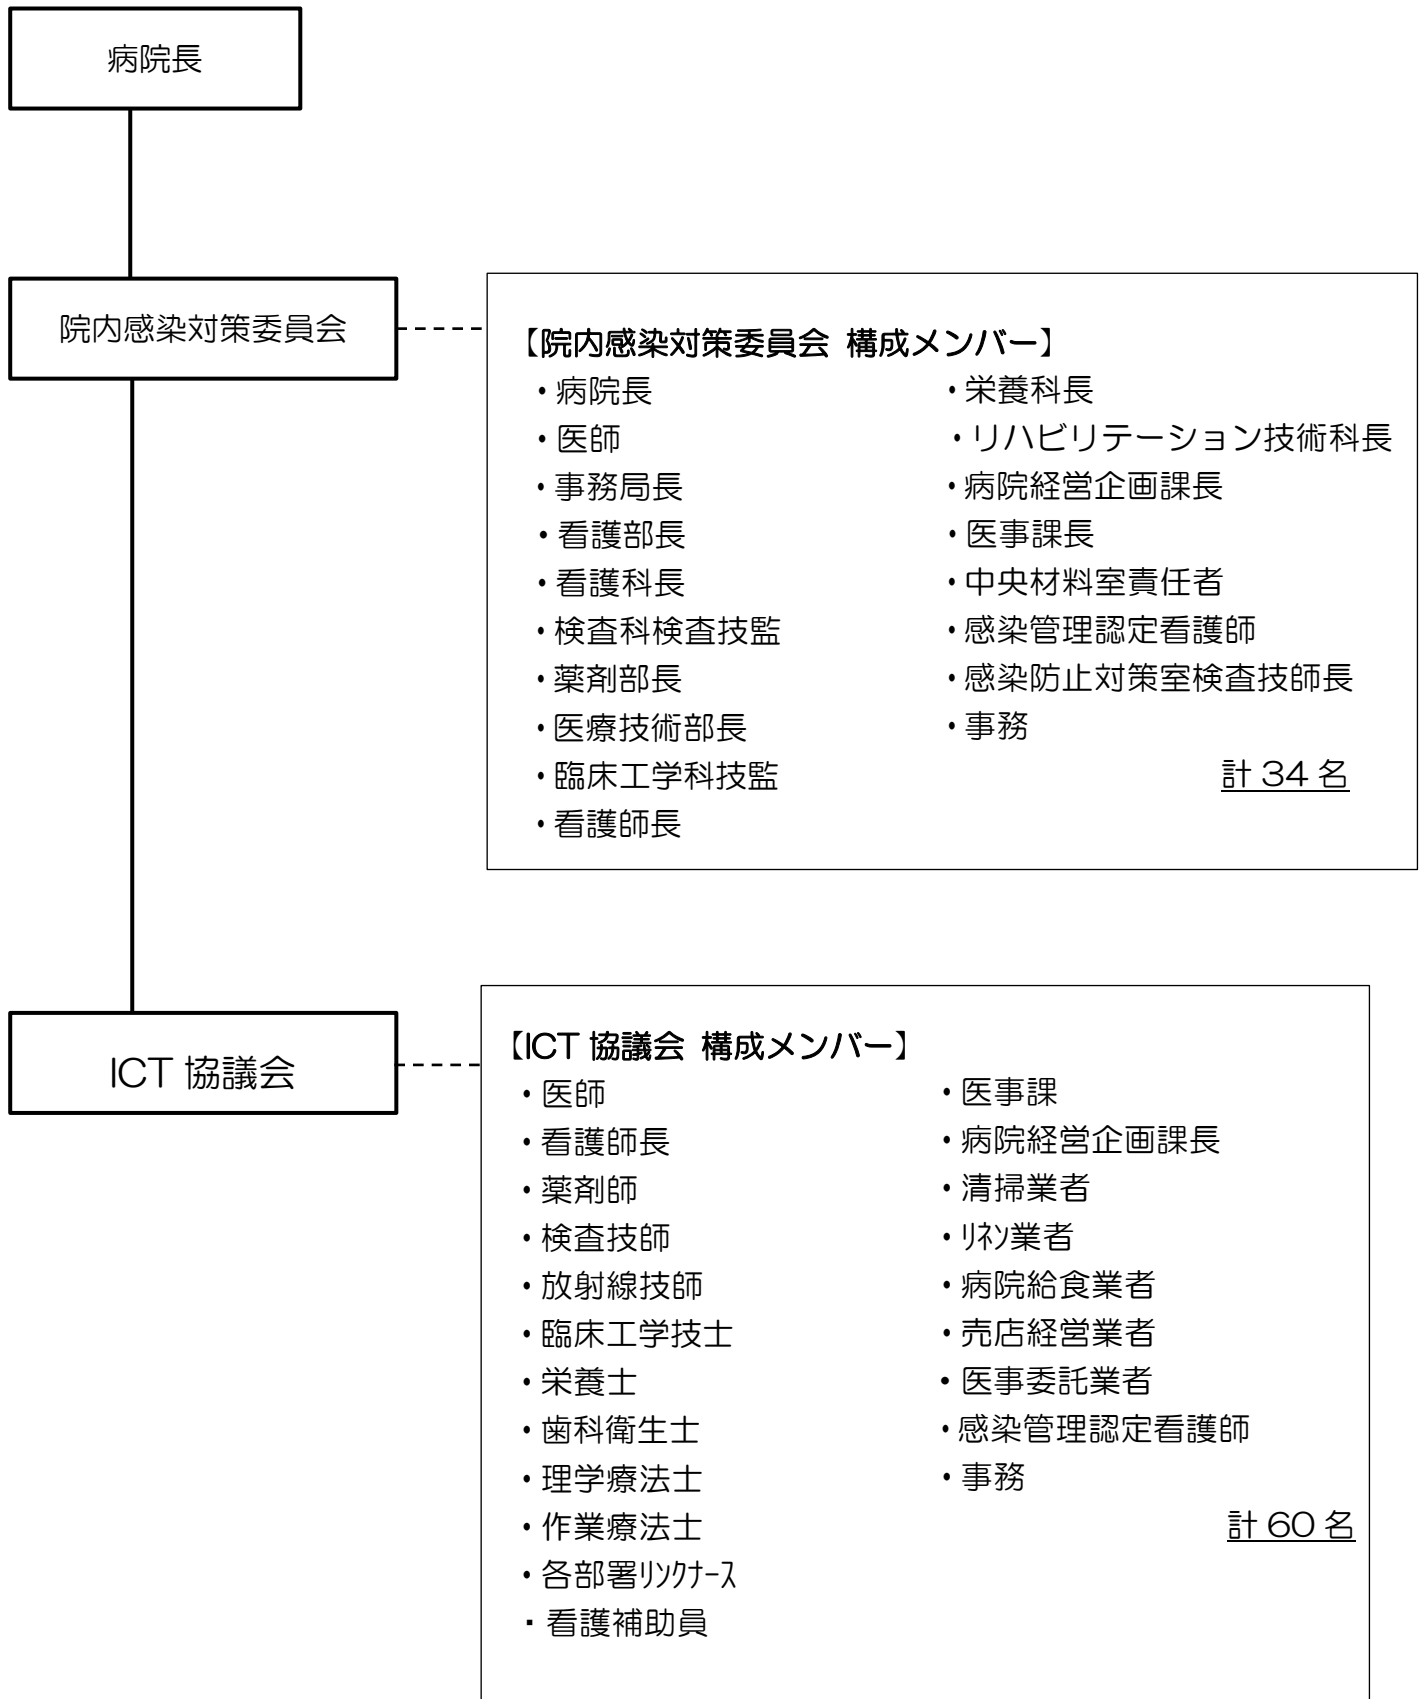 病院長
院内感染対策委員会
【院内感染対策委員会 構成メンバー】
・病院長
・医師
・事務局長
・看護部長
・看護科長
・検査科検査技監
・薬剤部長
・医療技術部長
・臨床工学科技監
・看護師長
・栄養科長
・リハビリテーション技術科長
・病院経営企画課長
・医事課長
・中央材料室責任者
・感染管理認定看護師
・感染防止対策室検査技師長
・事務
計 34 名
ICT 協議会
【ICT 協議会 構成メンバー】
・医師
・看護師長
・薬剤師
・検査技師
・放射線技師
・臨床工学技士
・栄養士
・歯科衛生士
・理学療法士
・作業療法士
・各部署ﾘﾝｸﾅｰｽ
・看護補助員
・医事課
・病院経営企画課長
・清掃業者
・ﾘﾈﾝ業者
・病院給食業者
・売店経営業者
・医事委託業者
・感染管理認定看護師
・事務
計 60 名